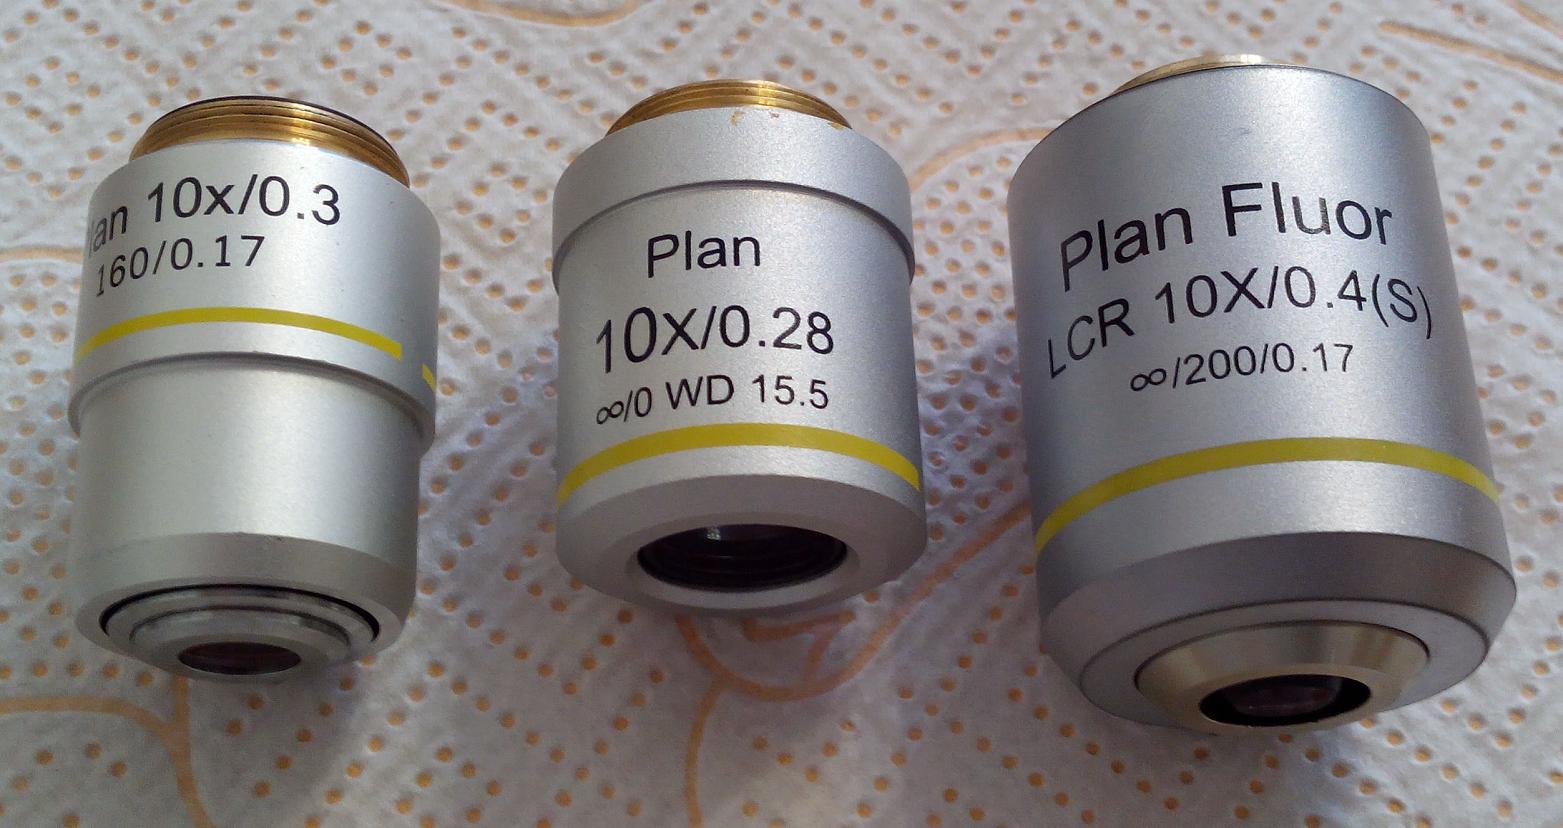 lan 10x/0.3
160/0.17
Plan
10X/0.28
∞/0 WD 15.5
Plan Fluor
LCR 10X/0.4(S)
∞/200/0.17